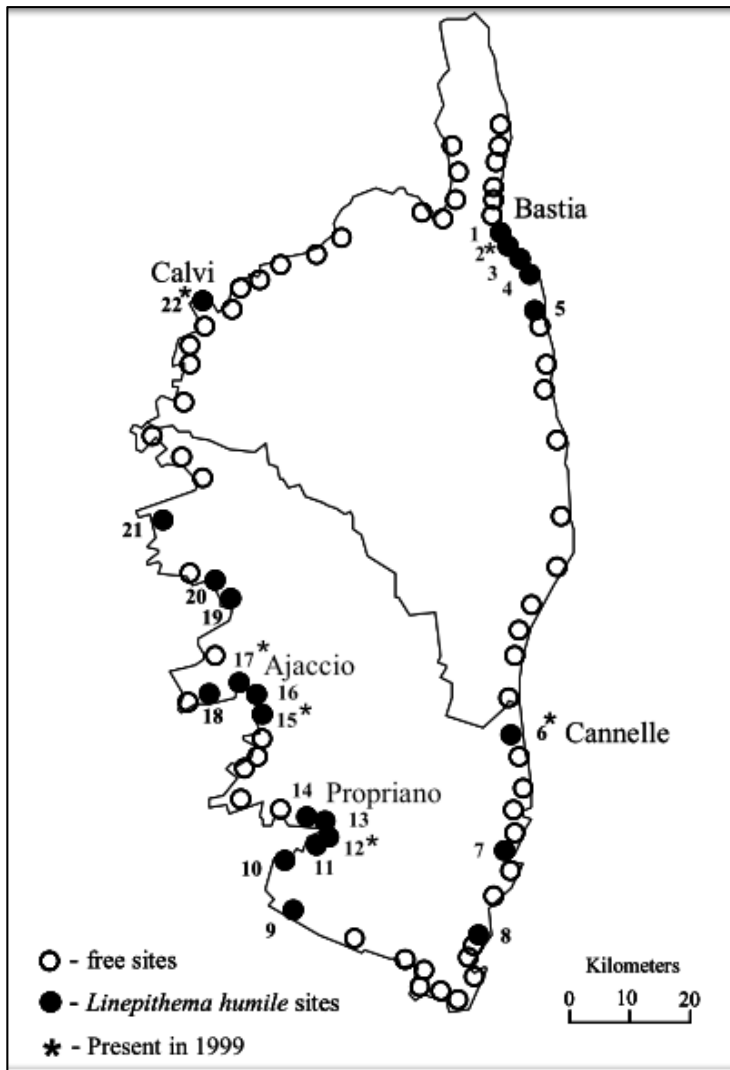 Bastia
1
2*
3
4
Calvi
22*
5
21
20
19
17* Ajaccio
16
18
15*
6* Cannelle
14 Propriano
13
12*
11
10
7
9
8
- free sites
- Linepithema humile sites
* - Present in 1999
Kilometers
0 10 20